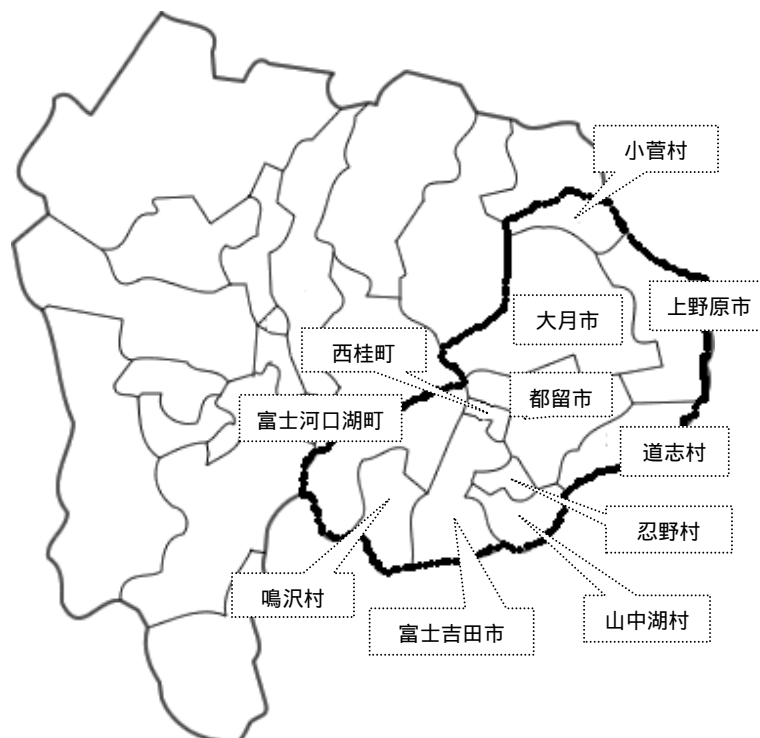 小菅村
上野原市
大月市
西桂町
都留市
富士河口湖町
道志村
忍野村
鳴沢村
山中湖村
富士吉田市